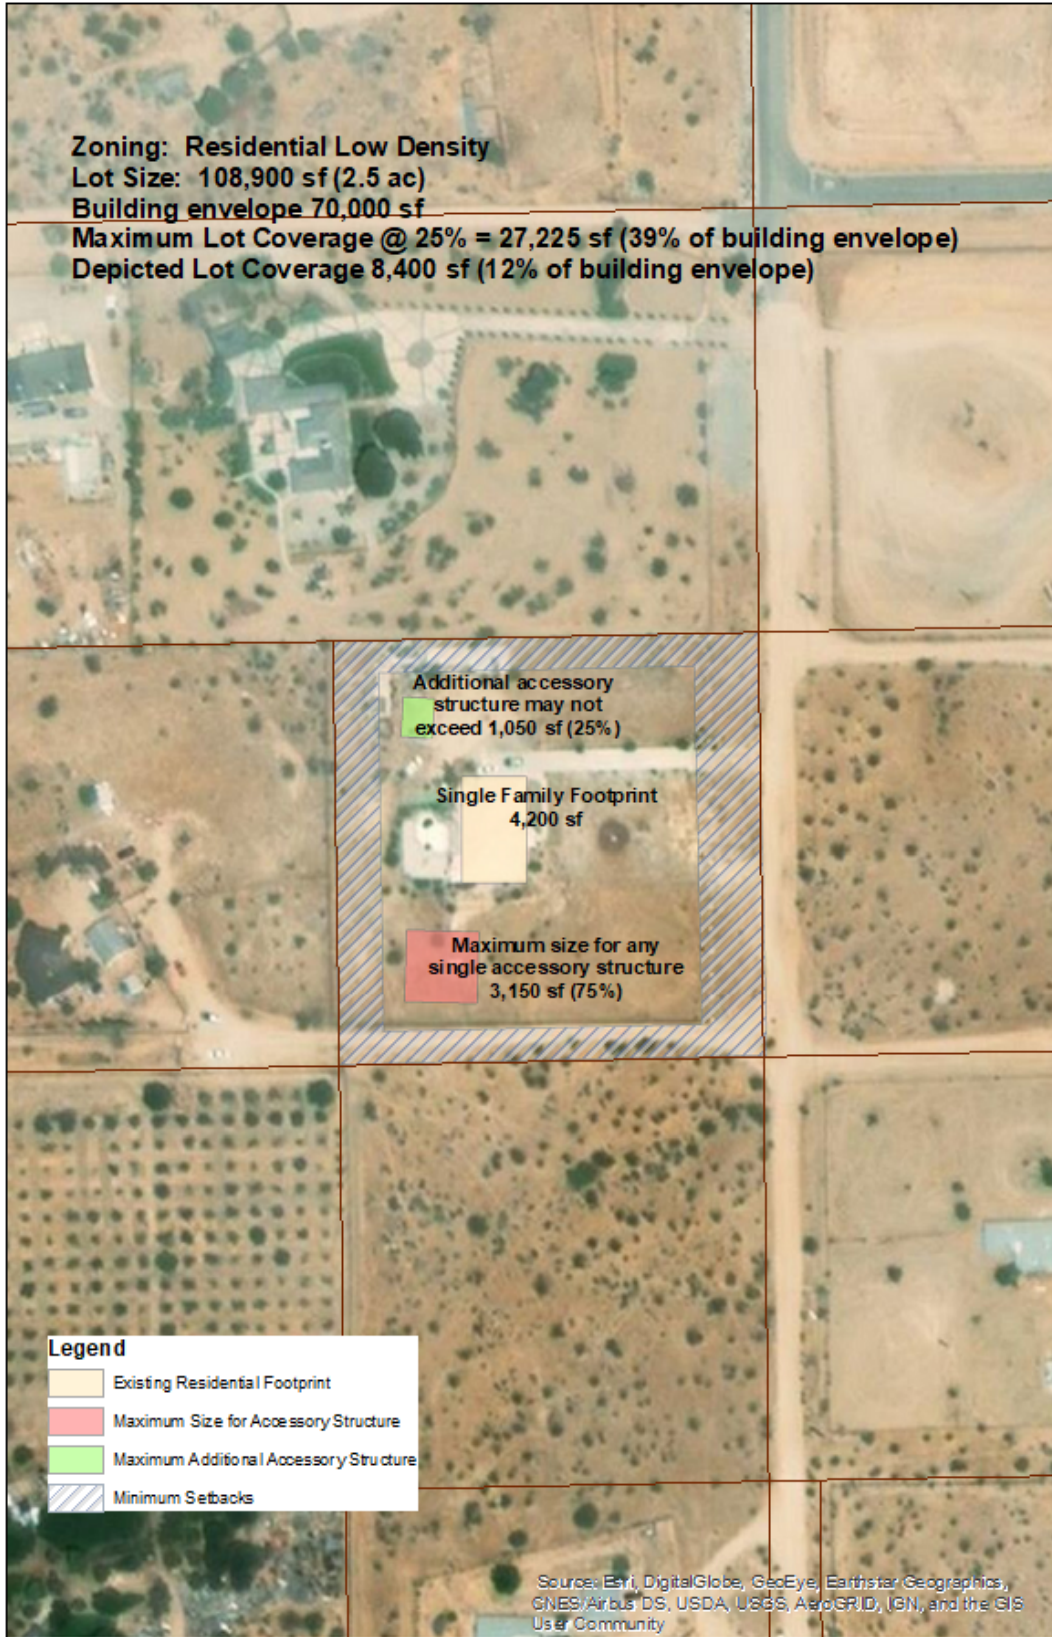 Zoning: Residential Low Density
Lot Size: 108,900 sf (2.5 ac)
Building envelope 70,000 sf
Maximum Lot Coverage @ 25% = 27,225 sf (39% of building envelope)
Depicted Lot Coverage 8,400 sf (12% of building envelope)
Additional accessory
structure may not
exceed 1,050 sf (25%)
Single Family Footprint
4,200 sf
Maximum size for any
single accessory structure
3,150 sf (75%)
Legend
Existing Residential Footprint
Maximum Size for Accessory Structure
Maximum Additional Accessory Structure
Minimum Setbacks
Source: Esri, DigitalGlobe, GeoEye, Earthstar Geographics,
CNES/Airbus DS, USDA, USGS, AeroGRID, IGN, and the GIS
User Community